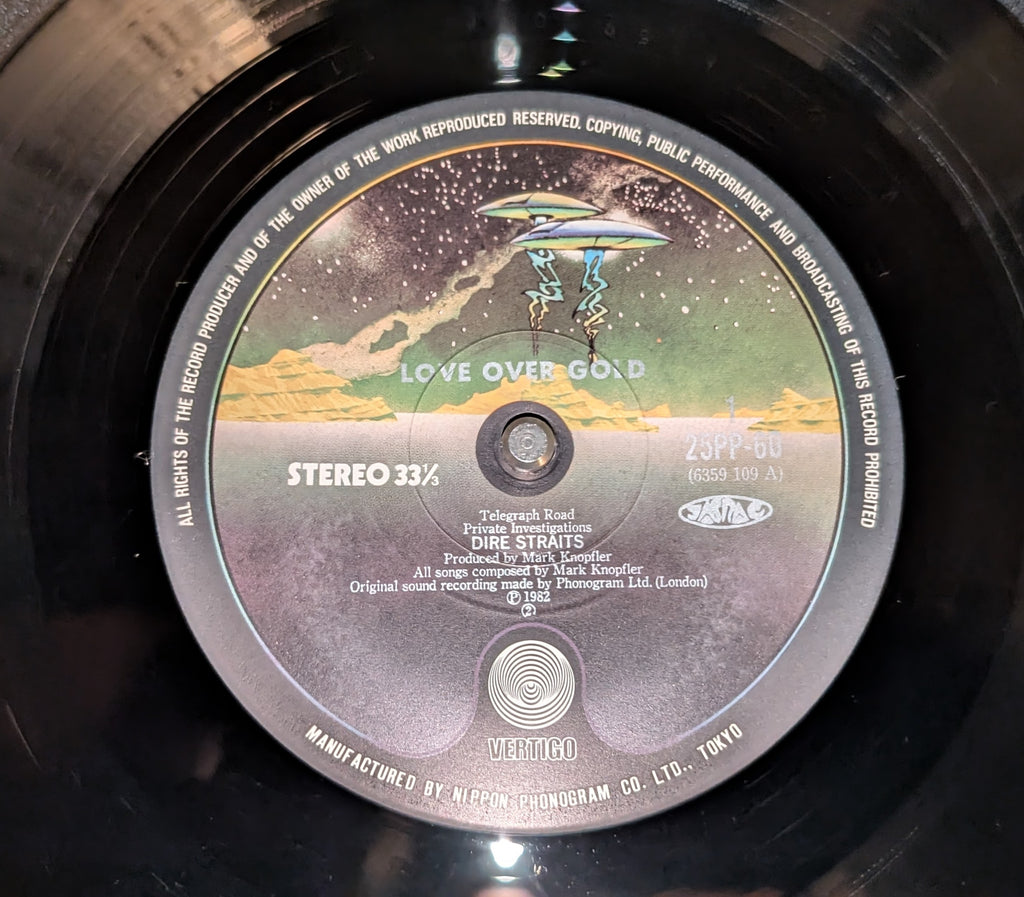 ALL RIGHTS OF THE RECORD PRODUCER AND OF THE OWNER OF THE WORK REPRODUCED RESERVED. COPYING, PUBLIC PERFORMANCE AND BROADCASTING OF THIS RECORD PROHIBITED
LOVE OVER GOLD
1
25PP-60
STEREO 33⅓
(6359 109 A)
Telegraph Road
Private Investigations
DIRE STRAITS
Produced by Mark Knopfler
All songs composed by Mark Knopfler
Original sound recording made by Phonogram Ltd. (London)
Ⓟ 1982
②
VERTIGO
MANUFACTURED BY NIPPON PHONOGRAM CO. LTD., TOKYO